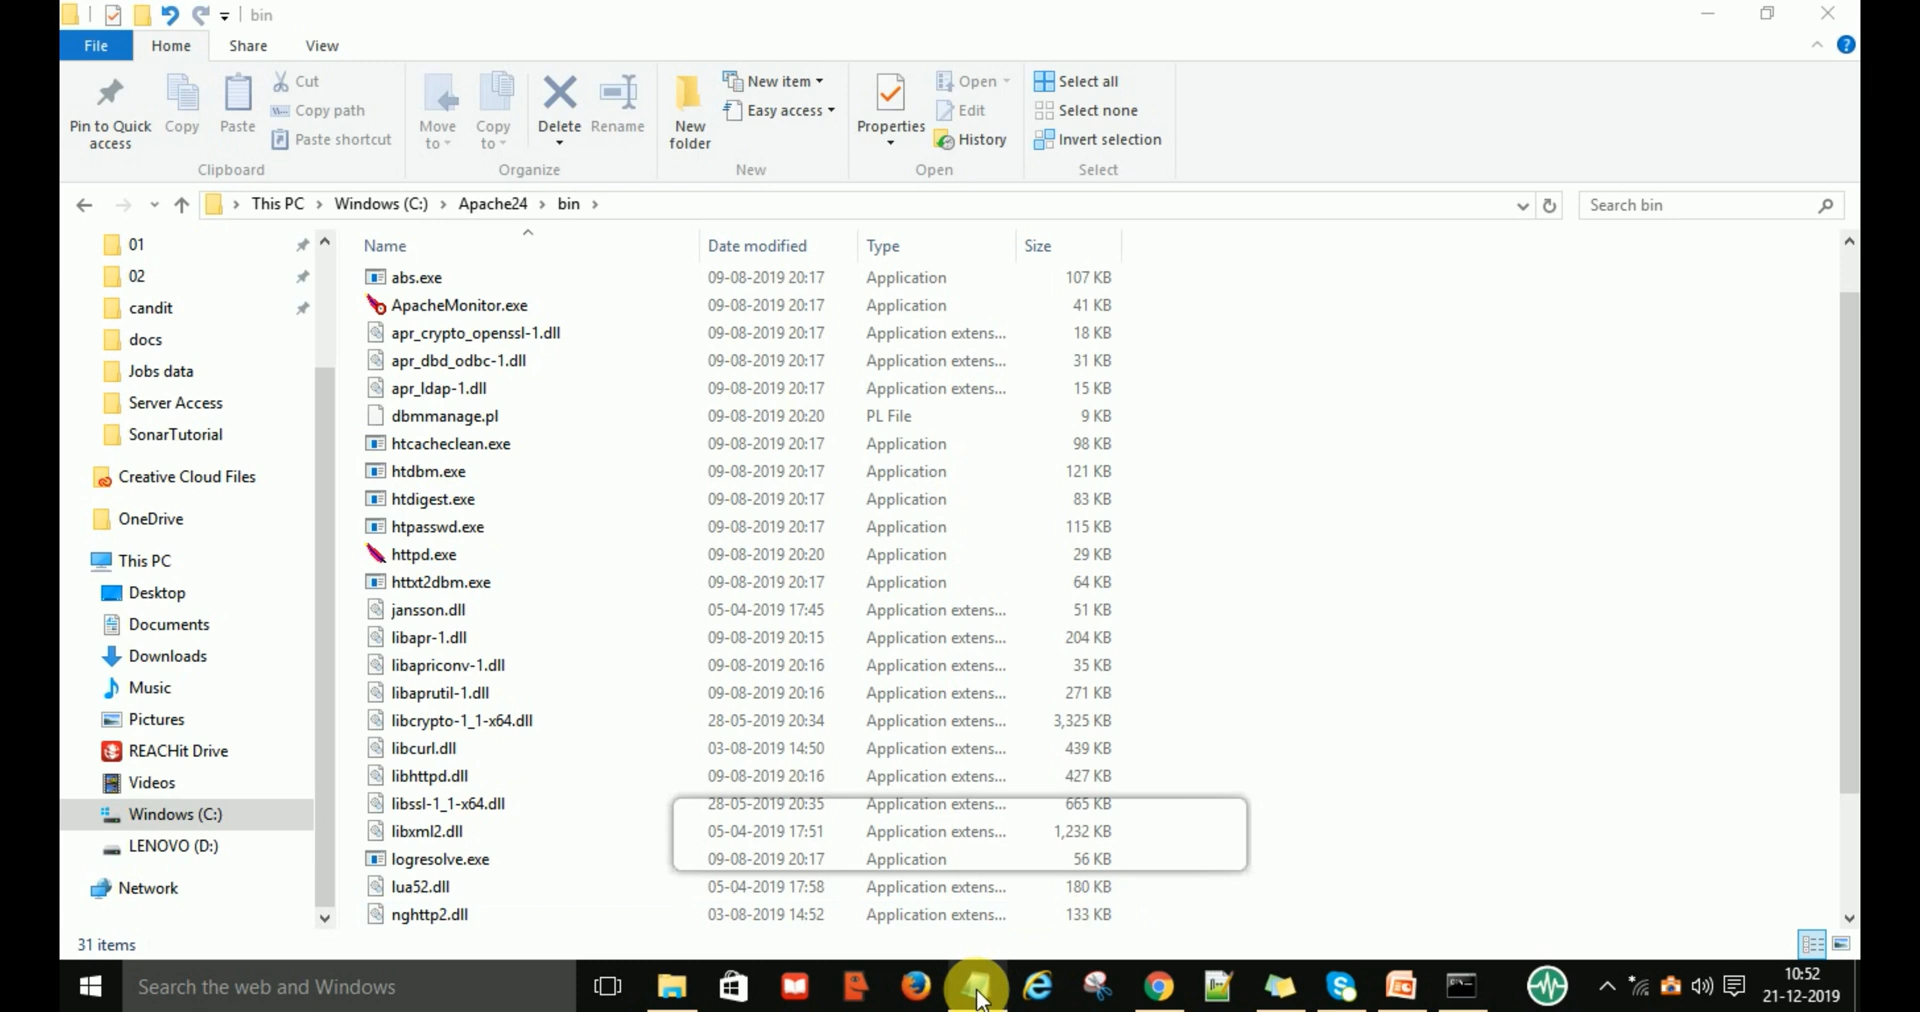 bin
File Home Share View
Pin to Quick access
Copy
Paste
Cut
Copy path
Paste shortcut
Clipboard
Move to
Copy to
Delete
Rename
Organize
New folder
New item
Easy access
New
Properties
Open
Edit
History
Open
Select all
Select none
Invert selection
Select
This PC Windows (C:) Apache24 bin
Search bin
01
02
candit
docs
Jobs data
Server Access
SonarTutorial
Creative Cloud Files
OneDrive
This PC
Desktop
Documents
Downloads
Music
Pictures
REACHit Drive
Videos
Windows (C:)
LENOVO (D:)
Network
Name Date modified Type Size
abs.exe 09-08-2019 20:17 Application 107 KB
ApacheMonitor.exe 09-08-2019 20:17 Application 41 KB
apr_crypto_openssl-1.dll 09-08-2019 20:17 Application extens... 18 KB
apr_dbd_odbc-1.dll 09-08-2019 20:17 Application extens... 31 KB
apr_ldap-1.dll 09-08-2019 20:17 Application extens... 15 KB
dbmmanage.pl 09-08-2019 20:20 PL File 9 KB
htcacheclean.exe 09-08-2019 20:17 Application 98 KB
htdbm.exe 09-08-2019 20:17 Application 121 KB
htdigest.exe 09-08-2019 20:17 Application 83 KB
htpasswd.exe 09-08-2019 20:17 Application 115 KB
httpd.exe 09-08-2019 20:20 Application 29 KB
httxt2dbm.exe 09-08-2019 20:17 Application 64 KB
jansson.dll 05-04-2019 17:45 Application extens... 51 KB
libapr-1.dll 09-08-2019 20:15 Application extens... 204 KB
libapriconv-1.dll 09-08-2019 20:16 Application extens... 35 KB
libaprutil-1.dll 09-08-2019 20:16 Application extens... 271 KB
libcrypto-1_1-x64.dll 28-05-2019 20:34 Application extens... 3,325 KB
libcurl.dll 03-08-2019 14:50 Application extens... 439 KB
libhttpd.dll 09-08-2019 20:16 Application extens... 427 KB
libssl-1_1-x64.dll 28-05-2019 20:35 Application extens... 665 KB
libxml2.dll 05-04-2019 17:51 Application extens... 1,232 KB
logresolve.exe 09-08-2019 20:17 Application 56 KB
lua52.dll 05-04-2019 17:58 Application extens... 180 KB
nghttp2.dll 03-08-2019 14:52 Application extens... 133 KB
31 items
Search the web and Windows
10:52
21-12-2019